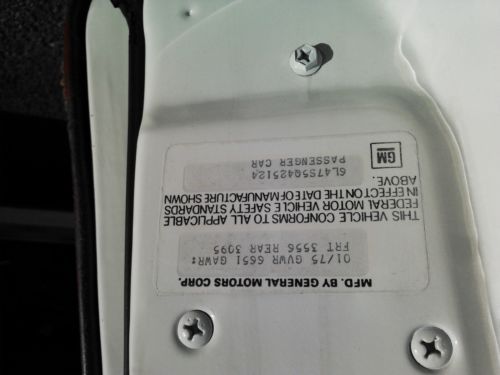 MFD. BY GENERAL MOTORS CORP.
01/75 GVWR 6651 GAWR:
FRT 3556 REAR 3095
THIS VEHICLE CONFORMS TO ALL APPLICABLE
FEDERAL MOTOR VEHICLE SAFETY STANDARDS
IN EFFECT ON THE DATE OF MANUFACTURE SHOWN
ABOVE.
PASSENGER CAR
6L47S5Q425124
GM